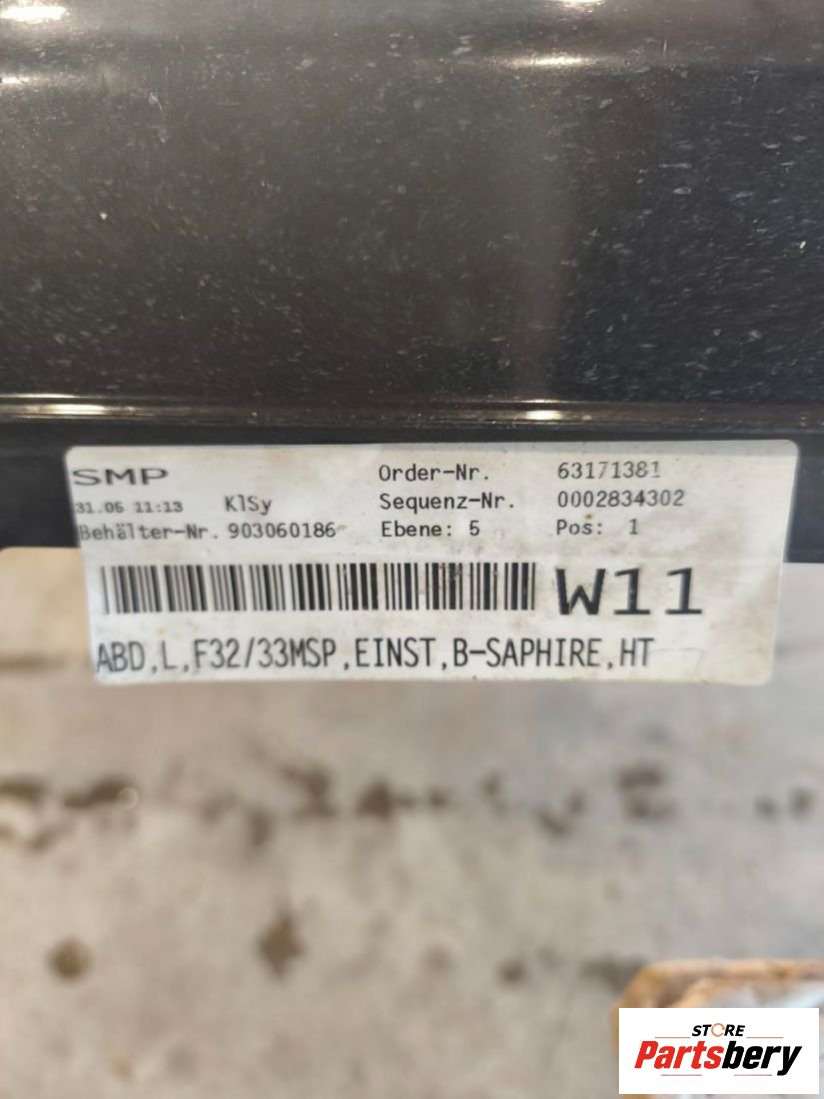 SMP
Order-Nr. 63171381
31.05 11:13 KlSy Sequenz-Nr. 0002834302
Behälter-Nr. 903060186 Ebene: 5 Pos: 1
W11
ABD,L,F32/33MSP,EINST,B-SAPHIRE,HT
STORE
Partsbery